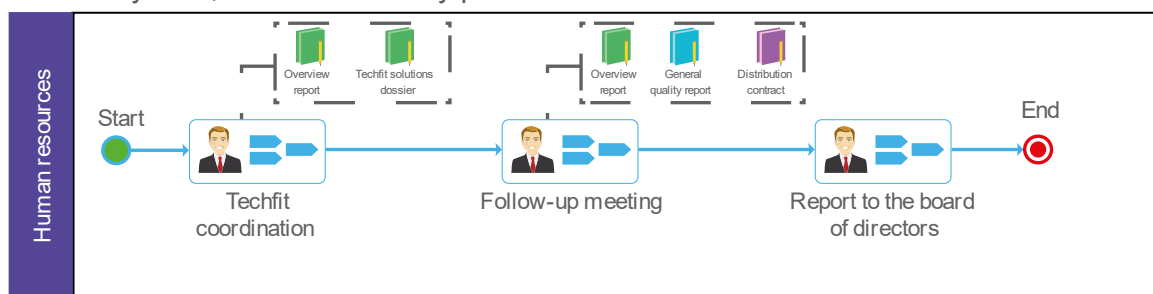 Human resources
Overview
report
Techfit solutions
dossier
Overview
report
General
quality report
Distribution
contract
Start
End
Techfit
coordination
Follow-up meeting
Report to the board
of directors